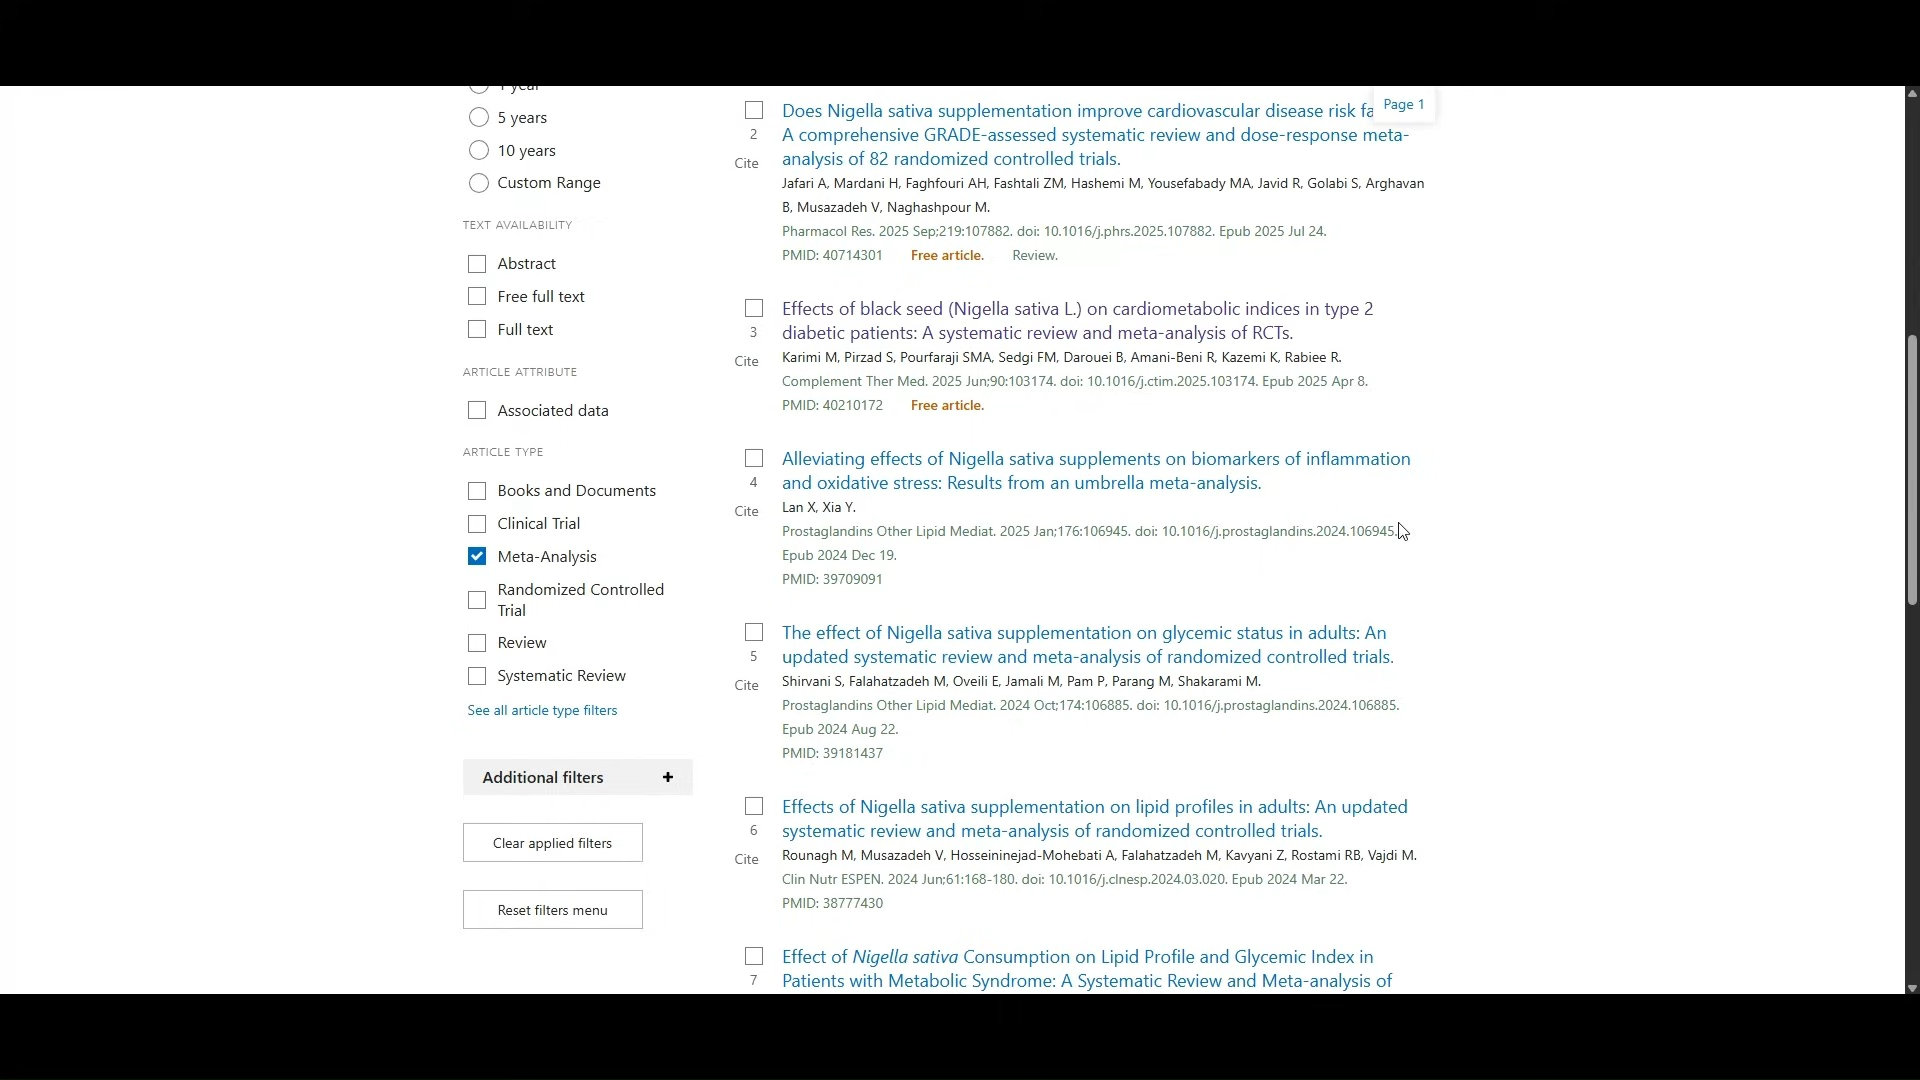 1 year
5 years
10 years
Custom Range
TEXT AVAILABILITY
Abstract
Free full text
Full text
ARTICLE ATTRIBUTE
Associated data
ARTICLE TYPE
Books and Documents
Clinical Trial
Meta-Analysis
Randomized Controlled
Trial
Review
Systematic Review
See all article type filters
Additional filters +
Clear applied filters
Reset filters menu
Page 1
Does Nigella sativa supplementation improve cardiovascular disease risk
2 A comprehensive GRADE-assessed systematic review and dose-response meta-
Cite analysis of 82 randomized controlled trials.
Jafari A, Mardani H, Faghfouri AH, Fashtali ZM, Hashemi M, Yousefabady MA, Javid R, Golabi S, Arghavan
B, Musazadeh V, Naghashpour M.
Pharmacol Res. 2025 Sep;219:107882. doi: 10.1016/j.phrs.2025.107882. Epub 2025 Jul 24.
PMID: 40714301 Free article. Review.
Effects of black seed (Nigella sativa L.) on cardiometabolic indices in type 2
3 diabetic patients: A systematic review and meta-analysis of RCTs.
Cite Karimi M, Pirzad S, Pourfaraji SMA, Sedgi FM, Darouei B, Amani-Beni R, Kazemi K, Rabiee R.
Complement Ther Med. 2025 Jun;90:103174. doi: 10.1016/j.ctim.2025.103174. Epub 2025 Apr 8.
PMID: 40210172 Free article.
Alleviating effects of Nigella sativa supplements on biomarkers of inflammation
4 and oxidative stress: Results from an umbrella meta-analysis.
Cite Lan X, Xia Y.
Prostaglandins Other Lipid Mediat. 2025 Jan;176:106945. doi: 10.1016/j.prostaglandins.2024.106945.
Epub 2024 Dec 19.
PMID: 39709091
The effect of Nigella sativa supplementation on glycemic status in adults: An
5 updated systematic review and meta-analysis of randomized controlled trials.
Cite Shirvani S, Falahatzadeh M, Oveili E, Jamali M, Pam P, Parang M, Shakarami M.
Prostaglandins Other Lipid Mediat. 2024 Oct;174:106885. doi: 10.1016/j.prostaglandins.2024.106885.
Epub 2024 Aug 22.
PMID: 39181437
Effects of Nigella sativa supplementation on lipid profiles in adults: An updated
6 systematic review and meta-analysis of randomized controlled trials.
Cite Rounagh M, Musazadeh V, Hosseininejad-Mohebati A, Falahatzadeh M, Kavyani Z, Rostami RB, Vajdi M.
Clin Nutr ESPEN. 2024 Jun;61:168-180. doi: 10.1016/j.clnesp.2024.03.020. Epub 2024 Mar 22.
PMID: 38777430
Effect of Nigella sativa Consumption on Lipid Profile and Glycemic Index in
7 Patients with Metabolic Syndrome: A Systematic Review and Meta-analysis of